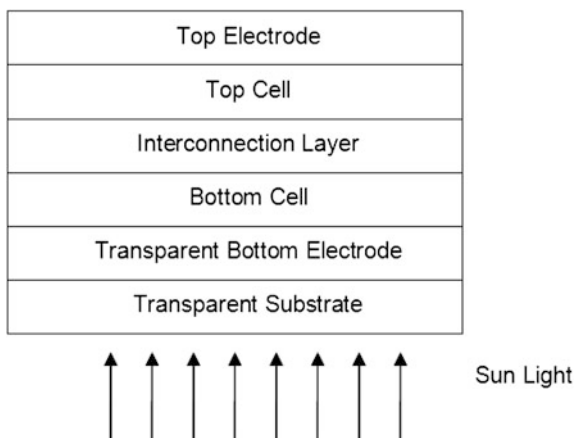 Top Electrode
Top Cell
Interconnection Layer
Bottom Cell
Transparent Bottom Electrode
Transparent Substrate
Sun Light